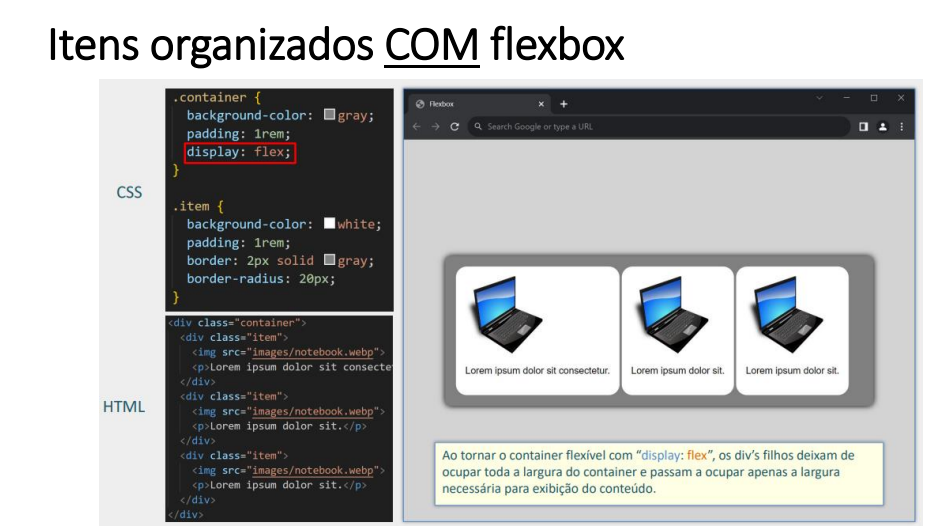 Itens organizados COM flexbox
CSS
.container {
background-color: gray;
padding: 1rem;
display: flex;
}
.item {
background-color: white;
padding: 1rem;
border: 2px solid gray;
border-radius: 20px;
}
HTML
<div class="container">
<div class="item">
<img src="images/notebook.webp">
<p>Lorem ipsum dolor sit consecte
</div>
<div class="item">
<img src="images/notebook.webp">
<p>Lorem ipsum dolor sit.</p>
</div>
<div class="item">
<img src="images/notebook.webp">
<p>Lorem ipsum dolor sit.</p>
</div>
</div>
Flexbox
Search Google or type a URL
Lorem ipsum dolor sit consectetur.
Lorem ipsum dolor sit.
Lorem ipsum dolor sit.
Ao tornar o container flexível com “display: flex”, os div’s filhos deixam de
ocupar toda a largura do container e passam a ocupar apenas a largura
necessária para exibição do conteúdo.